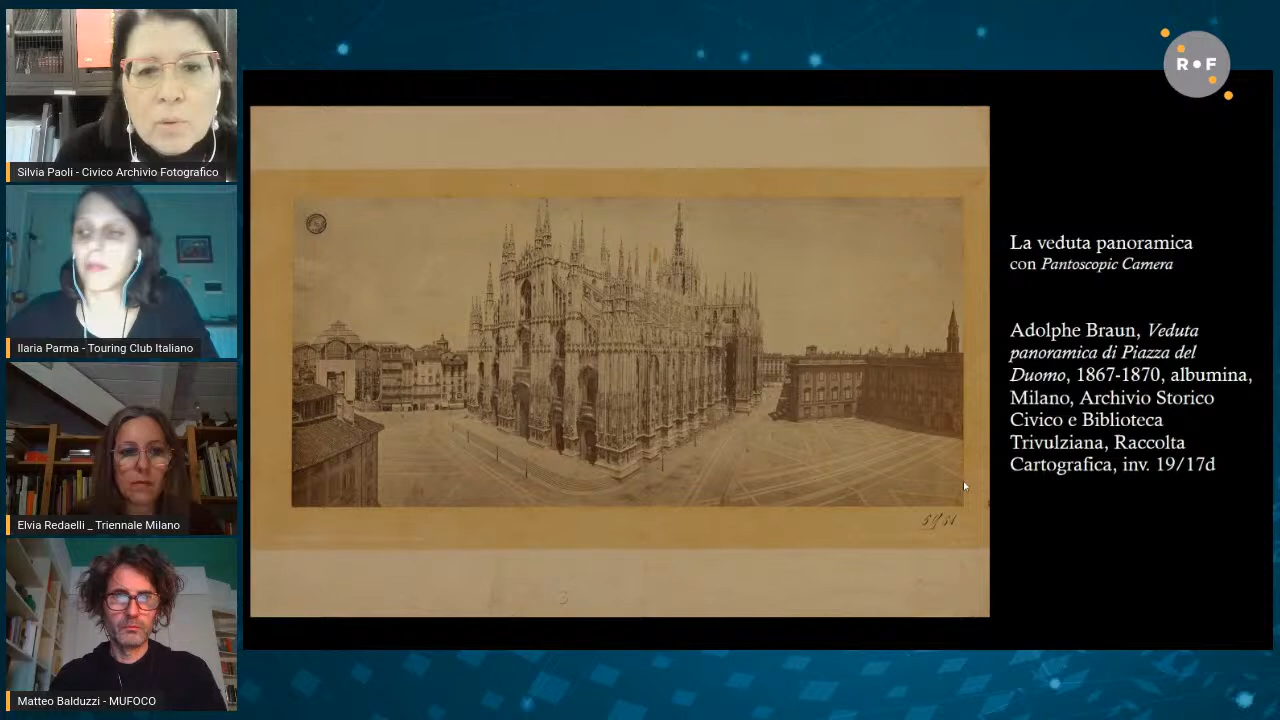 Silvia Paoli - Civico Archivio Fotografico
Ilaria Parma - Touring Club Italiano
Elvia Redaelli _ Triennale Milano
Matteo Balduzzi - MUFOCO
R•F
La veduta panoramica
con Pantoscopic Camera
Adolphe Braun, Veduta
panoramica di Piazza del
Duomo, 1867-1870, albumina,
Milano, Archivio Storico
Civico e Biblioteca
Trivulziana, Raccolta
Cartografica, inv. 19/17d
3